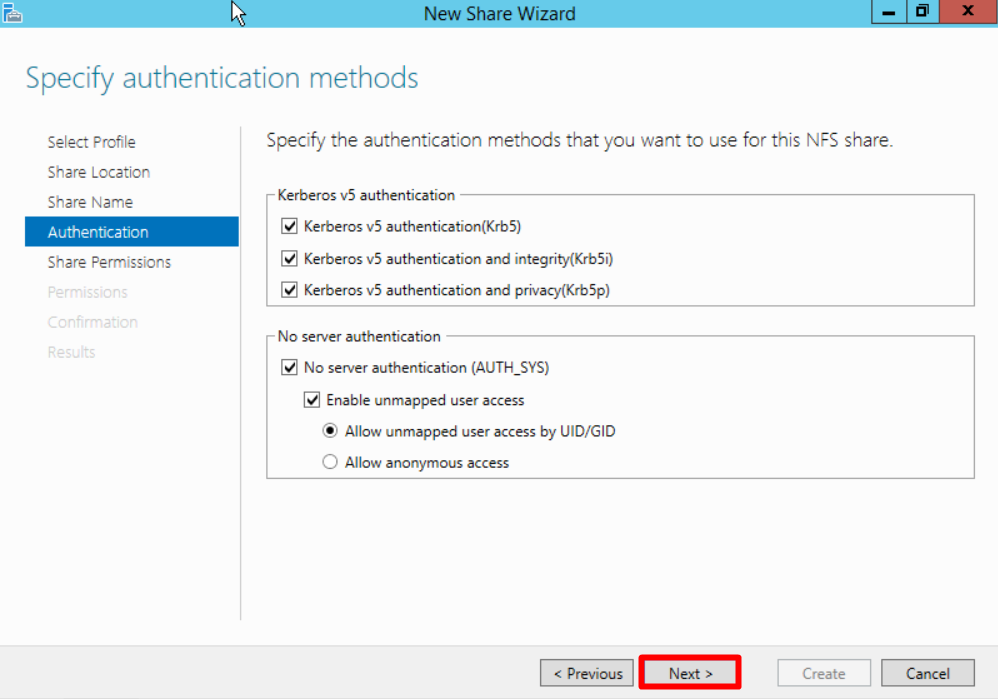 New Share Wizard
Specify authentication methods
Select Profile
Share Location
Share Name
Authentication
Share Permissions
Permissions
Confirmation
Results
Specify the authentication methods that you want to use for this NFS share.
Kerberos v5 authentication
Kerberos v5 authentication(Krb5)
Kerberos v5 authentication and integrity(Krb5i)
Kerberos v5 authentication and privacy(Krb5p)
No server authentication
No server authentication (AUTH_SYS)
Enable unmapped user access
Allow unmapped user access by UID/GID
Allow anonymous access
< Previous
Next >
Create
Cancel